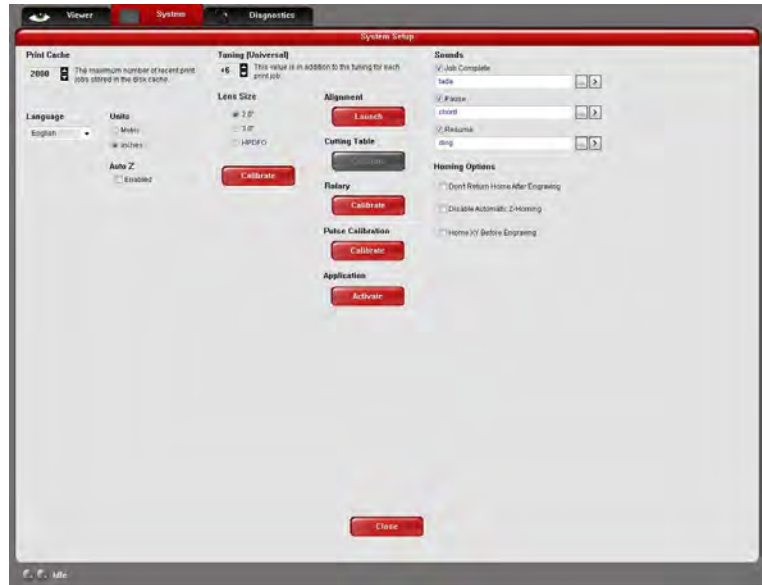 Viewer
System
Diagnostics
System Setup
Print Cache
2000
The maximum number of recent print
jobs stored in the disk cache.
Language
English
Units
Metric
Inches
Auto Z
Enabled
Tuning (Universal)
+6
This value is in addition to the tuning for each
print job.
Lens Size
2.0"
3.0"
HPDFO
Calibrate
Alignment
Launch
Cutting Table
Calibrate
Rotary
Calibrate
Pulse Calibration
Calibrate
Application
Activate
Sounds
Job Complete
tada
...
>
Pause
chord
...
>
Resume
ding
...
>
Homing Options
Don't Return Home After Engraving
Disable Automatic Z-Homing
Home XY Before Engraving
Close
Idle